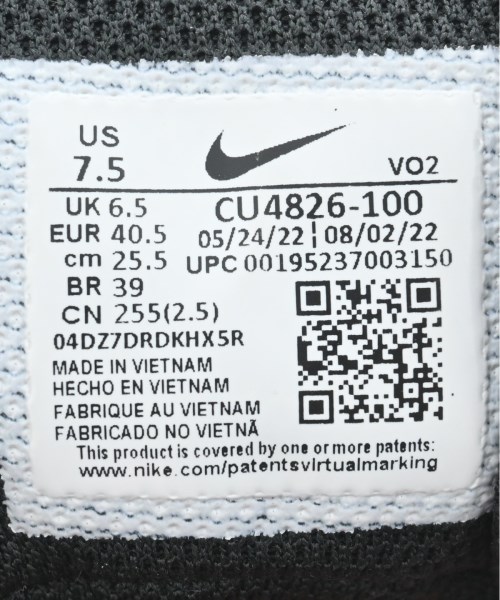 US
7.5
VO2
UK 6.5
CU4826-100
EUR 40.5
05/24/22 | 08/02/22
cm 25.5
UPC 00195237003150
BR 39
CN 255(2.5)
04DZ7DRDKHX5R
MADE IN VIETNAM
HECHO EN VIETNAM
FABRIQUE AU VIETNAM
FABRICADO NO VIETNÃ
This product is covered by one or more patents:
www.nike.com/patentsvirtualmarking